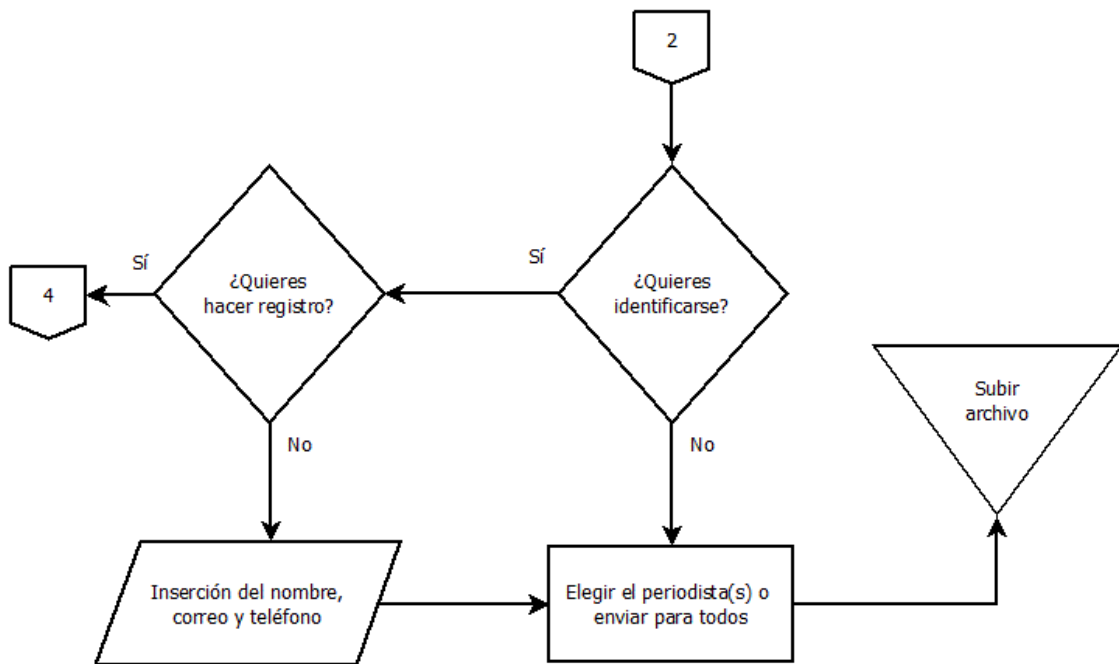 2
Sí
¿Quieres
hacer registro?
Sí
¿Quieres
identificarse?
4
No
No
Subir
archivo
Inserción del nombre,
correo y teléfono
Elegir el periodista(s) o
enviar para todos